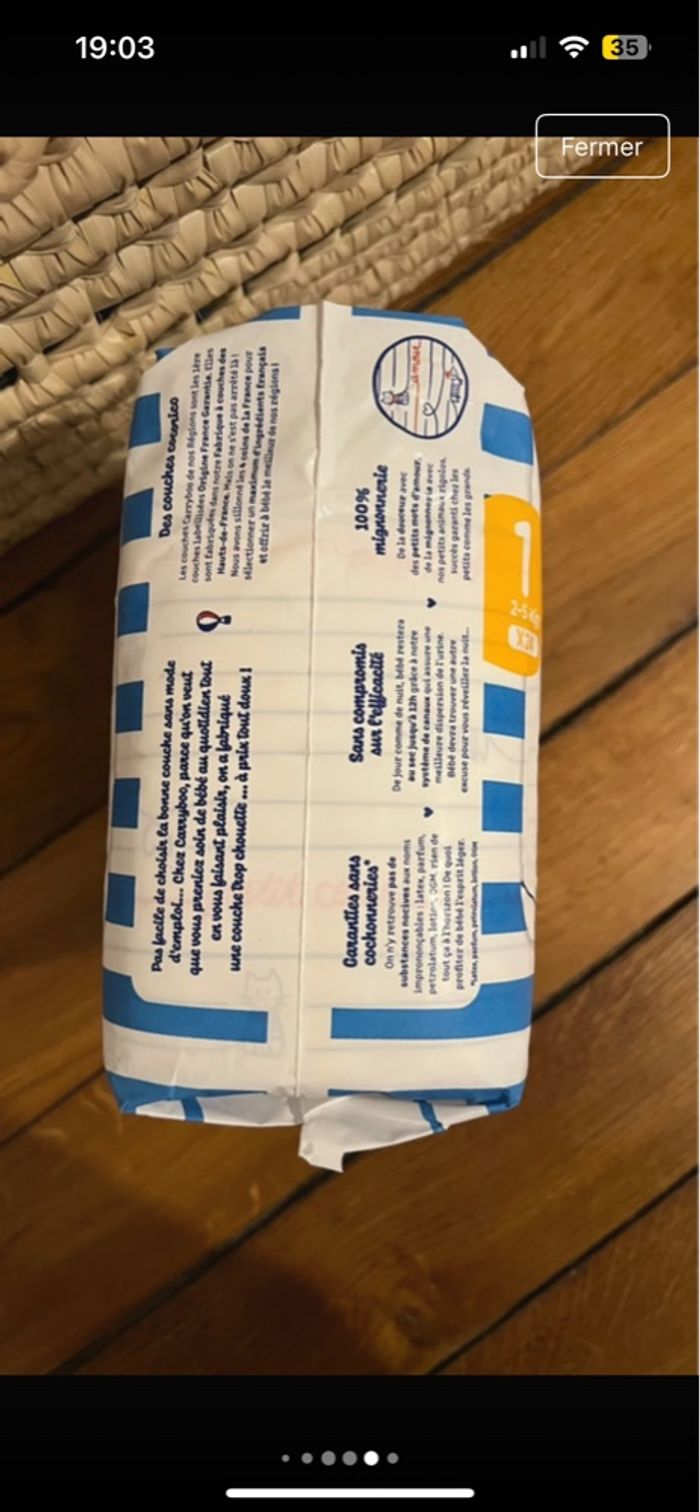 19:03
35
Fermer
Pas facile de choisir la bonne couche sans mode
d'emploi... Chez Carryboo, parce qu'on veut
que vous preniez soin de bébé au quotidien tout
en vous faisant plaisir, on a fabriqué
une couche trop chouette ... à prix tout doux !
Des couches cocorico
Les couches Carryboo de nos Régions sont les 1ère
couches labellisées Origine France Garantie. Elles
sont fabriquées dans notre Fabrique à couches des
Hauts-de-France. Mais on ne s'est pas arrêté là !
Nous avons sillonné les 4 coins de la France pour
sélectionner un maximum d'ingrédients français
et offrir à bébé le meilleur de nos régions !
Garanties sans
cochonneries*
On n'y retrouve pas de
substances nocives aux noms
imprononçables : latex, parfum,
petrolatum, lotion, OGM, rien de
tout ça à l'horizon ! De quoi
profiter de bébé l'esprit léger.
*Latex, parfum, petrolatum, lotion, OGM
Sans compromis
sur l'efficacité
De jour comme de nuit, bébé restera
au sec jusqu'à 12h grâce à notre
système de canaux qui assure une
meilleure dispersion de l'urine.
Bébé devra trouver une autre
excuse pour vous réveiller la nuit...
100%
mignonnerie
De la douceur avec
des petits mots d'amour,
de la mignonnerie avec
nos petits animaux rigolos,
succès garanti chez les
petits comme les grands.
amour
1
2-5 Kg